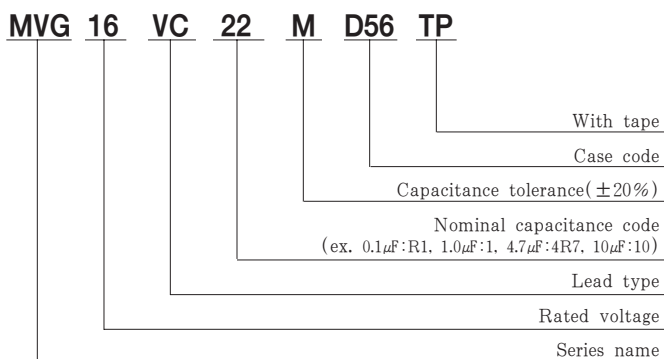 MVG 16 VC 22 M D56 TP
With tape
Case code
Capacitance tolerance(±20%)
Nominal capacitance code
(ex. 0.1μF:R1, 1.0μF:1, 4.7μF:4R7, 10μF:10)
Lead type
Rated voltage
Series name